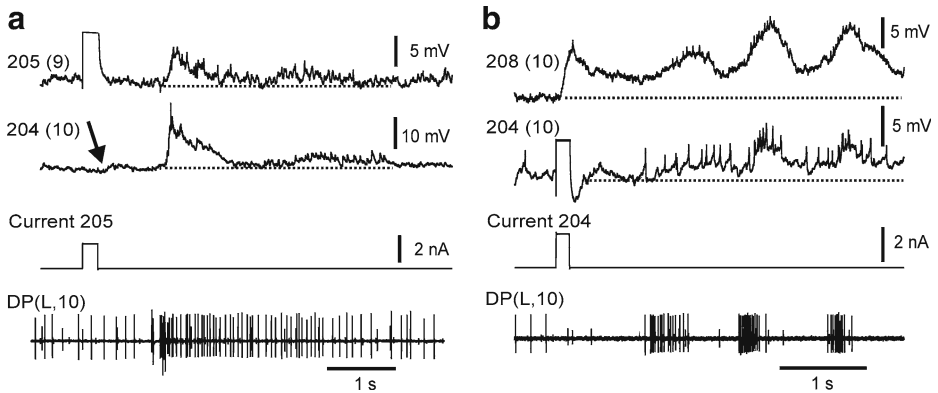 a
205 (9)
5 mV
204 (10)
10 mV
Current 205
2 nA
DP(L,10)
1 s
b
208 (10)
5 mV
204 (10)
5 mV
Current 204
2 nA
DP(L,10)
1 s